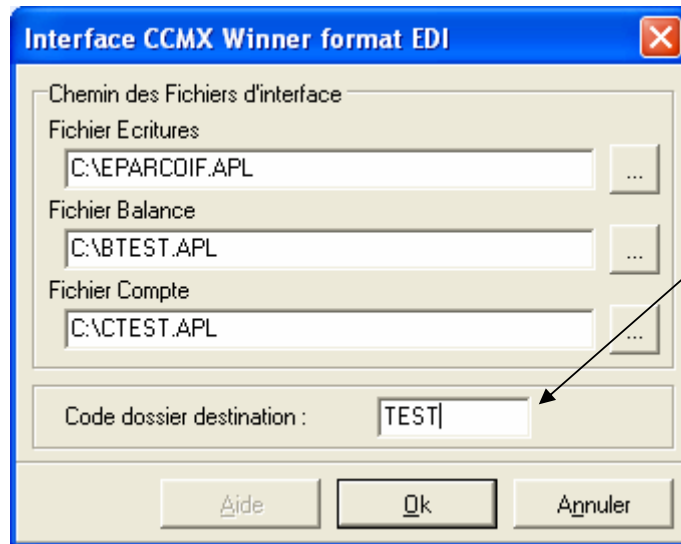 Interface CCMX Winner format EDI
Chemin des Fichiers d'interface
Fichier Ecritures
C:\EPARCOIF.APL
...
Fichier Balance
C:\BTEST.APL
...
Fichier Compte
C:\CTEST.APL
...
Code dossier destination : TEST
Aide Ok Annuler